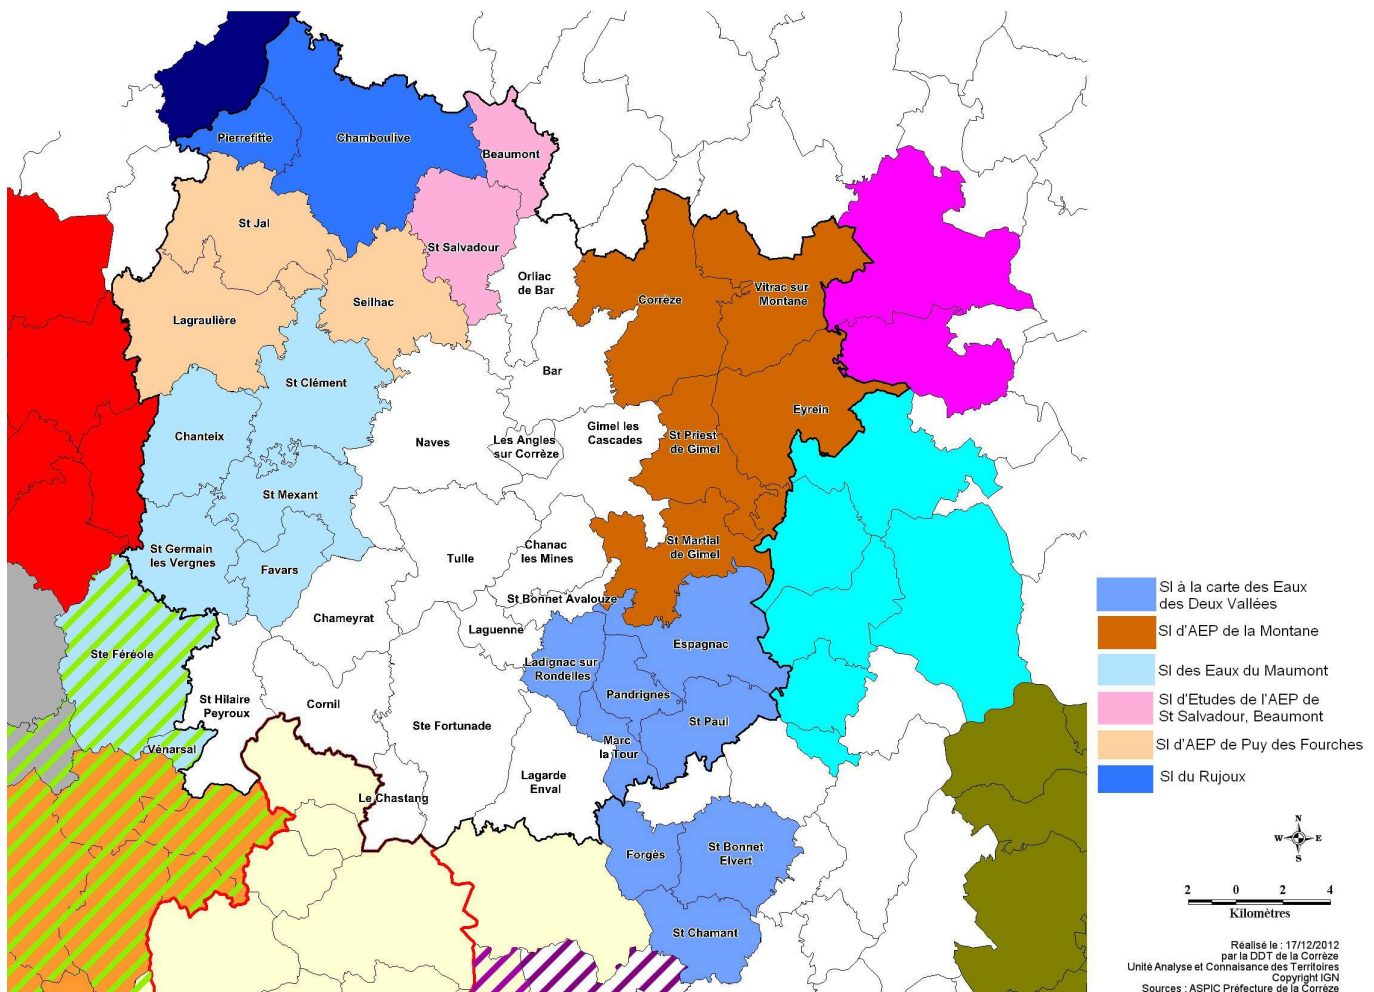 Pierrefitte
Chamboulive
Beaumont
St Jal
St Salvadour
Orliac
de Bar
Seilhac
Lagraulière
Corrèze
Vitrac sur
Montane
St Clément
Bar
Chanteix
Naves
Les Angles
sur Corrèze
Gimel les
Cascades
St Priest
de Gimel
Eyrein
St Mexant
St Germain
les Vergnes
Favars
Tulle
Chanac
les Mines
St Martial
de Gimel
St Bonnet Avalouze
Chameyrat
Laguenne
Espagnac
Ste Féréole
Ladignac sur
Rondelles
Pandrignes
St Hilaire
Peyroux
Cornil
Ste Fortunade
St Paul
Vénarsal
Marc
la Tour
Lagarde
Enval
Le Chastang
Forgès
St Bonnet
Elvert
St Chamant
SI à la carte des Eaux
des Deux Vallées
SI d'AEP de la Montane
SI des Eaux du Maumont
SI d'Etudes de l'AEP de
St Salvadour, Beaumont
SI d'AEP de Puy des Fourches
SI du Rujoux
N
W E
S
2 0 2 4
Kilomètres
Réalisé le : 17/12/2012
par la DDT de la Corrèze
Unité Analyse et Connaisance des Territoires
Copyright IGN
Sources : ASPIC Préfecture de la Corrèze